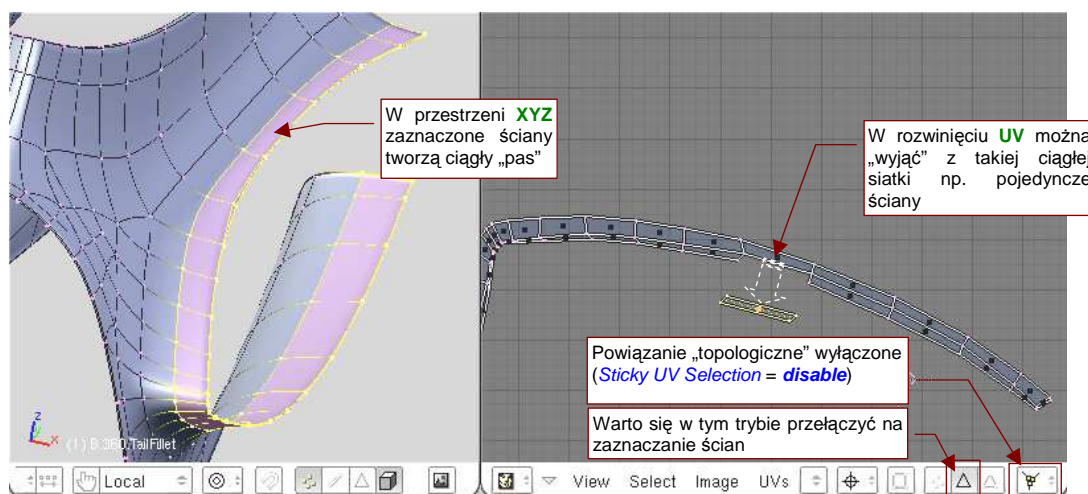 W przestrzeni XYZ
zaznaczone ściany
tworzą ciągły „pas”
W rozwinięciu UV można
„wyjąć” z takiej ciągłej
siatki np. pojedyncze
ściany
Powiązanie „topologiczne” wyłączone
(Sticky UV Selection = disable)
Warto się w tym trybie przełączyć na
zaznaczanie ścian
z
x
(1) B.360.TailFillet
Local
View Select Image UVs